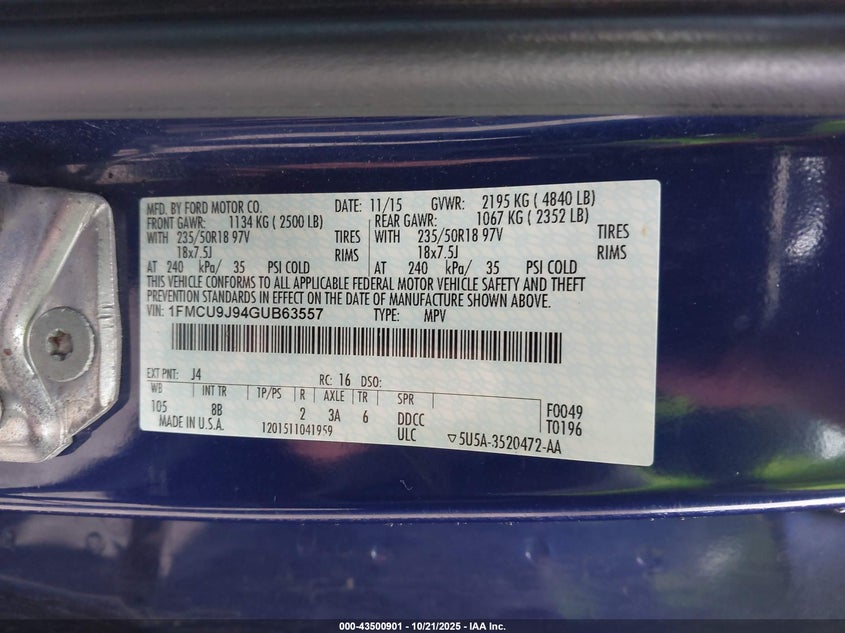 MFD. BY FORD MOTOR CO. DATE: 11/15 GVWR: 2195 KG ( 4840 LB)
FRONT GAWR: 1134 KG ( 2500 LB) REAR GAWR: 1067 KG ( 2352 LB)
WITH 235/50R18 97V TIRES WITH 235/50R18 97V TIRES
18x7.5J RIMS 18x7.5J RIMS
AT 240 kPa/ 35 PSI COLD AT 240 kPa/ 35 PSI COLD
THIS VEHICLE CONFORMS TO ALL APPLICABLE FEDERAL MOTOR VEHICLE SAFETY AND THEFT
PREVENTION STANDARDS IN EFFECT ON THE DATE OF MANUFACTURE SHOWN ABOVE.
VIN: 1FMCU9J94GUB63557 TYPE: MPV
EXT PNT: J4 RC: 16 DSO:
WB INT TR 1P/PS R AXLE TR SPR
105 8B 2 3A 6 DDCC F0049
MADE IN U.S.A. 1201511041959 ULC ▽5U5A-3520472-AA T0196
000-43500901 - 10/21/2025 - IAA Inc.